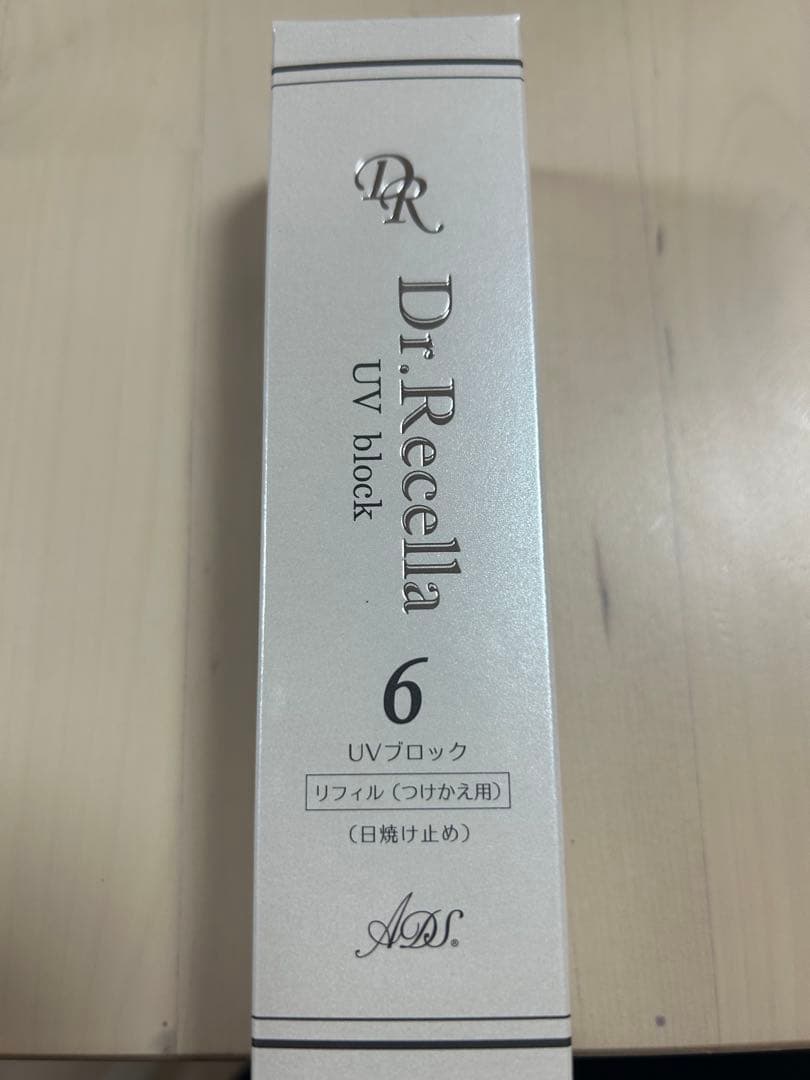 DR
Dr.Recella
UV block
6
UVブロック
リフィル（つけかえ用）
（日焼け止め）
ADS®